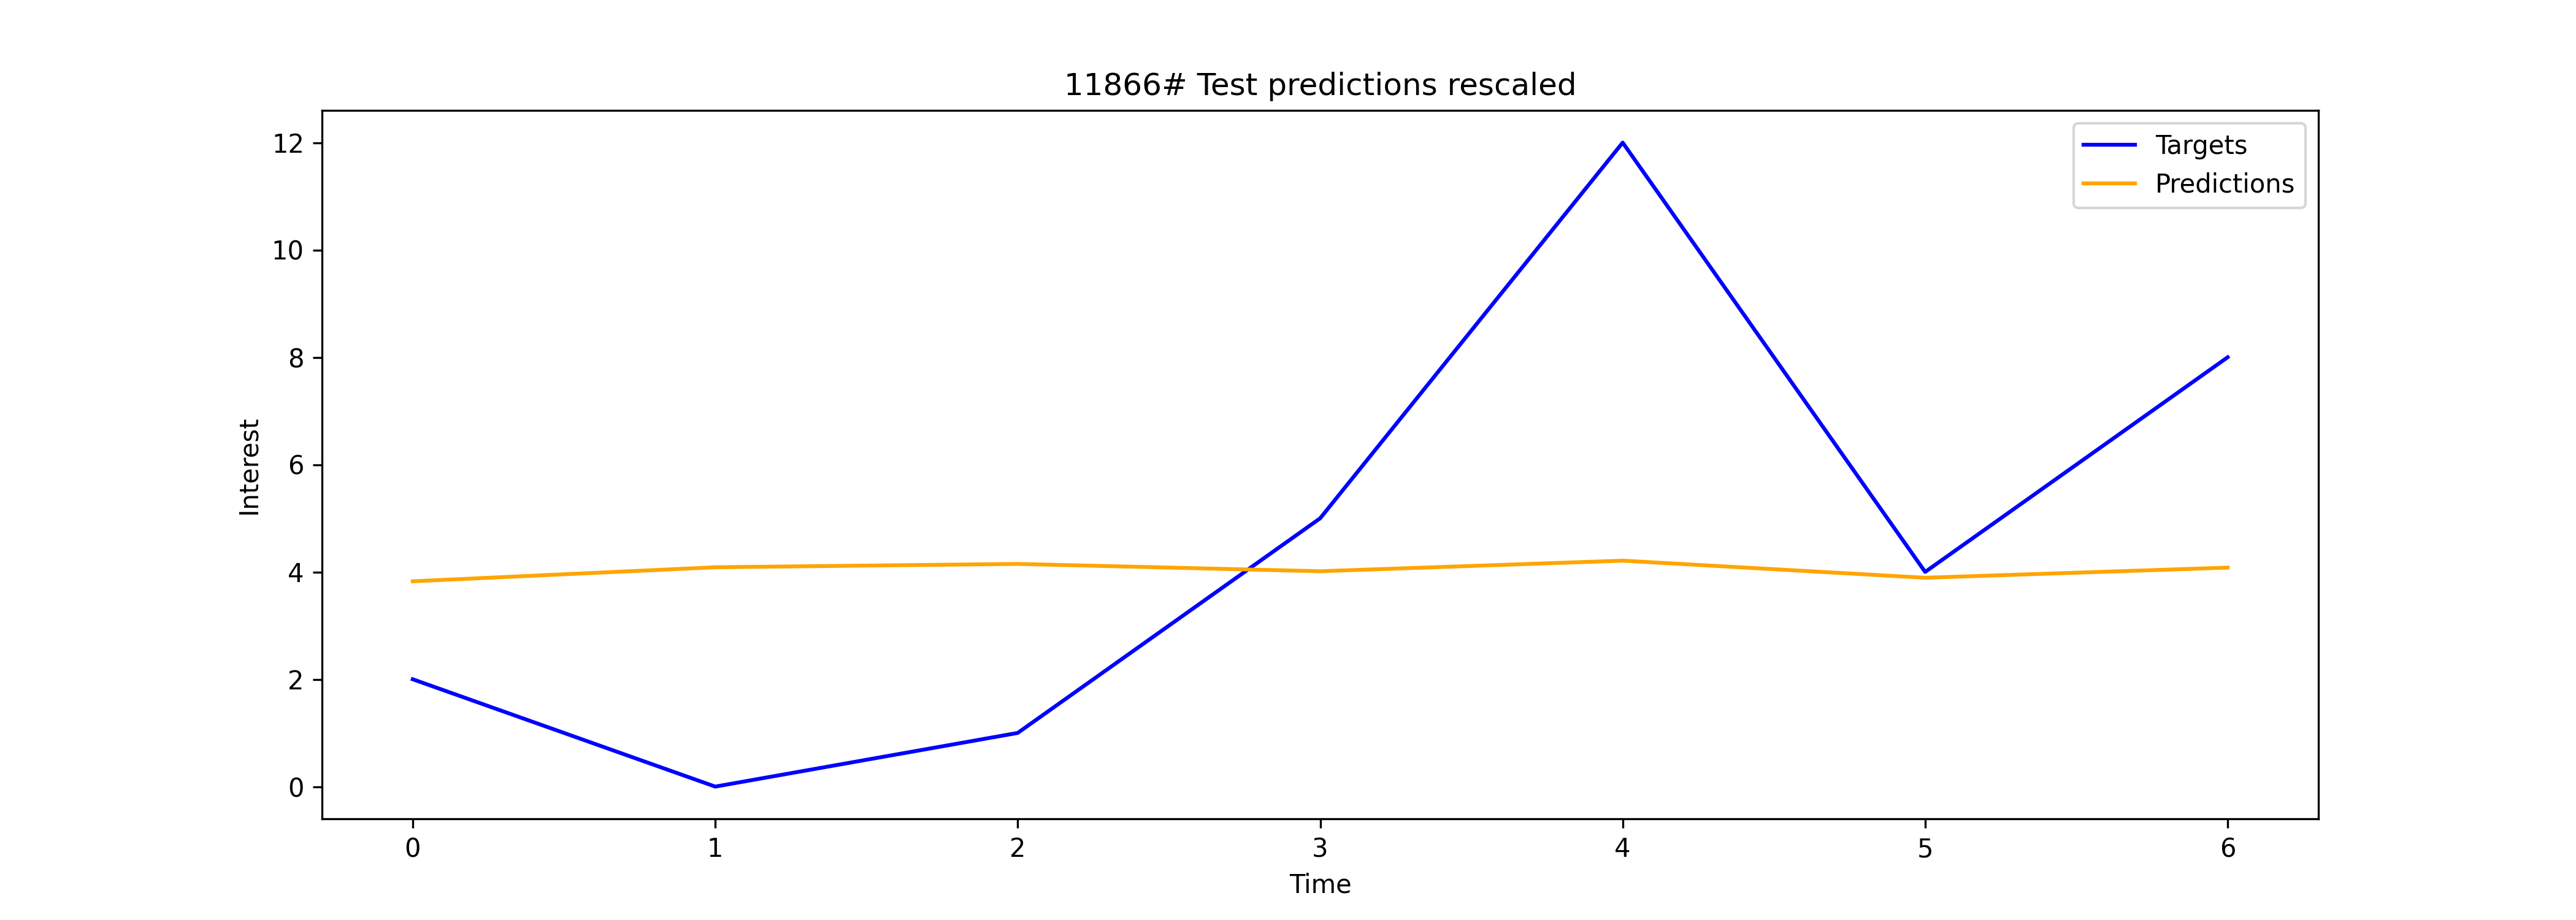 11866# Test predictions rescaled
Targets
Predictions
12
10
8
6
4
2
0
Interest
0 1 2 3 4 5 6
Time